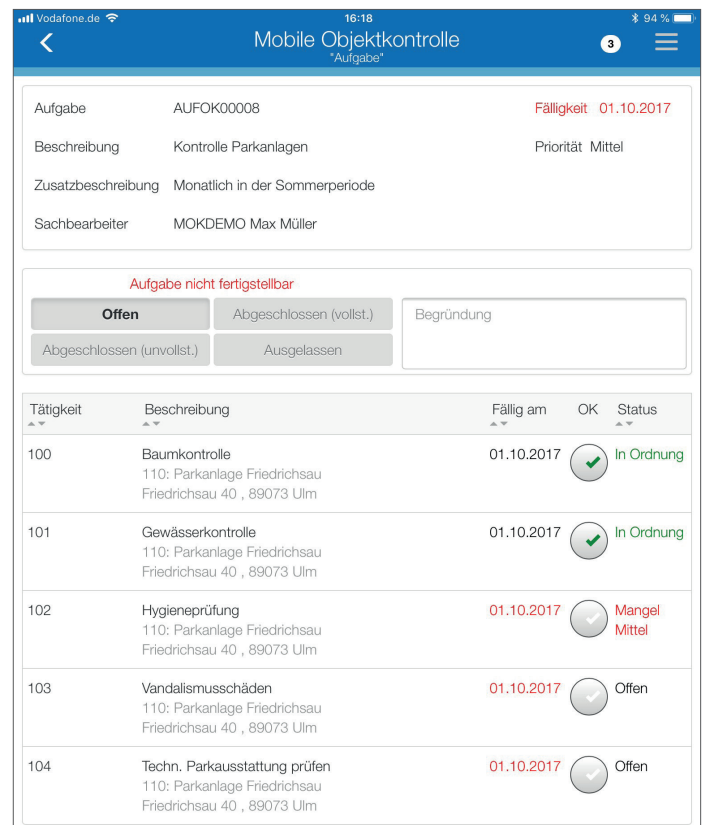 Vodafone.de 16:18 94 %
Mobile Objektkontrolle 3
"Aufgabe"
Aufgabe AUFOK00008 Fälligkeit 01.10.2017
Beschreibung Kontrolle Parkanlagen Priorität Mittel
Zusatzbeschreibung Monatlich in der Sommerperiode
Sachbearbeiter MOKDEMO Max Müller
Aufgabe nicht fertigstellbar
Offen Abgeschlossen (vollst.) Begründung
Abgeschlossen (unvollst.) Ausgelassen
Tätigkeit Beschreibung Fällig am OK Status
100 Baumkontrolle 01.10.2017 In Ordnung
110: Parkanlage Friedrichsau
Friedrichsau 40 , 89073 Ulm
101 Gewässerkontrolle 01.10.2017 In Ordnung
110: Parkanlage Friedrichsau
Friedrichsau 40 , 89073 Ulm
102 Hygieneprüfung 01.10.2017 Mangel
110: Parkanlage Friedrichsau Mittel
Friedrichsau 40 , 89073 Ulm
103 Vandalismusschäden 01.10.2017 Offen
110: Parkanlage Friedrichsau
Friedrichsau 40 , 89073 Ulm
104 Techn. Parkausstattung prüfen 01.10.2017 Offen
110: Parkanlage Friedrichsau
Friedrichsau 40 , 89073 Ulm